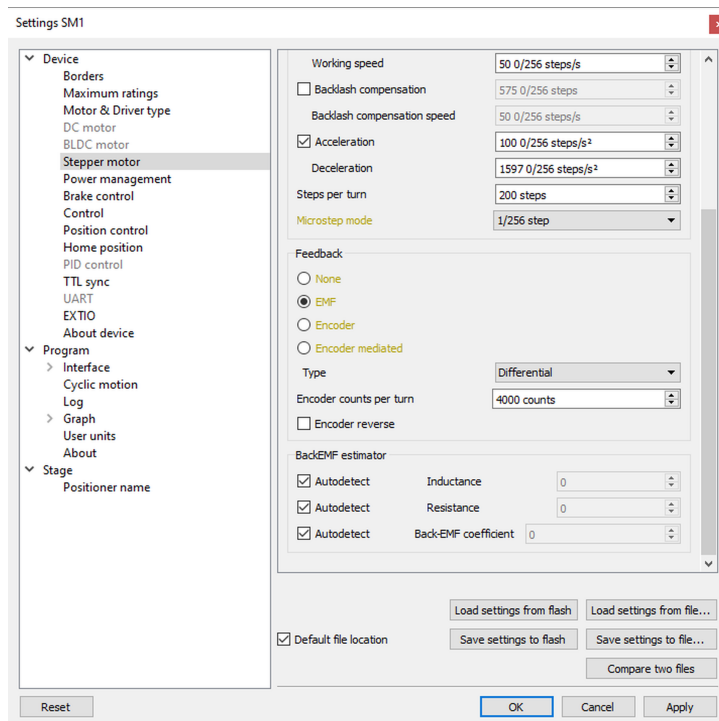 Settings SM1
Device
Borders
Maximum ratings
Motor & Driver type
DC motor
BLDC motor
Stepper motor
Power management
Brake control
Control
Position control
Home position
PID control
TTL sync
UART
EXTIO
About device
Program
Interface
Cyclic motion
Log
Graph
User units
About
Stage
Positioner name
Working speed 50 0/256 steps/s
Backlash compensation 575 0/256 steps
Backlash compensation speed 50 0/256 steps/s
Acceleration 100 0/256 steps/s²
Deceleration 1597 0/256 steps/s²
Steps per turn 200 steps
Microstep mode 1/256 step
Feedback
None
EMF
Encoder
Encoder mediated
Type Differential
Encoder counts per turn 4000 counts
Encoder reverse
BackEMF estimator
Autodetect Inductance 0
Autodetect Resistance 0
Autodetect Back-EMF coefficient 0
Load settings from flash Load settings from file...
Default file location Save settings to flash Save settings to file...
Compare two files
Reset OK Cancel Apply